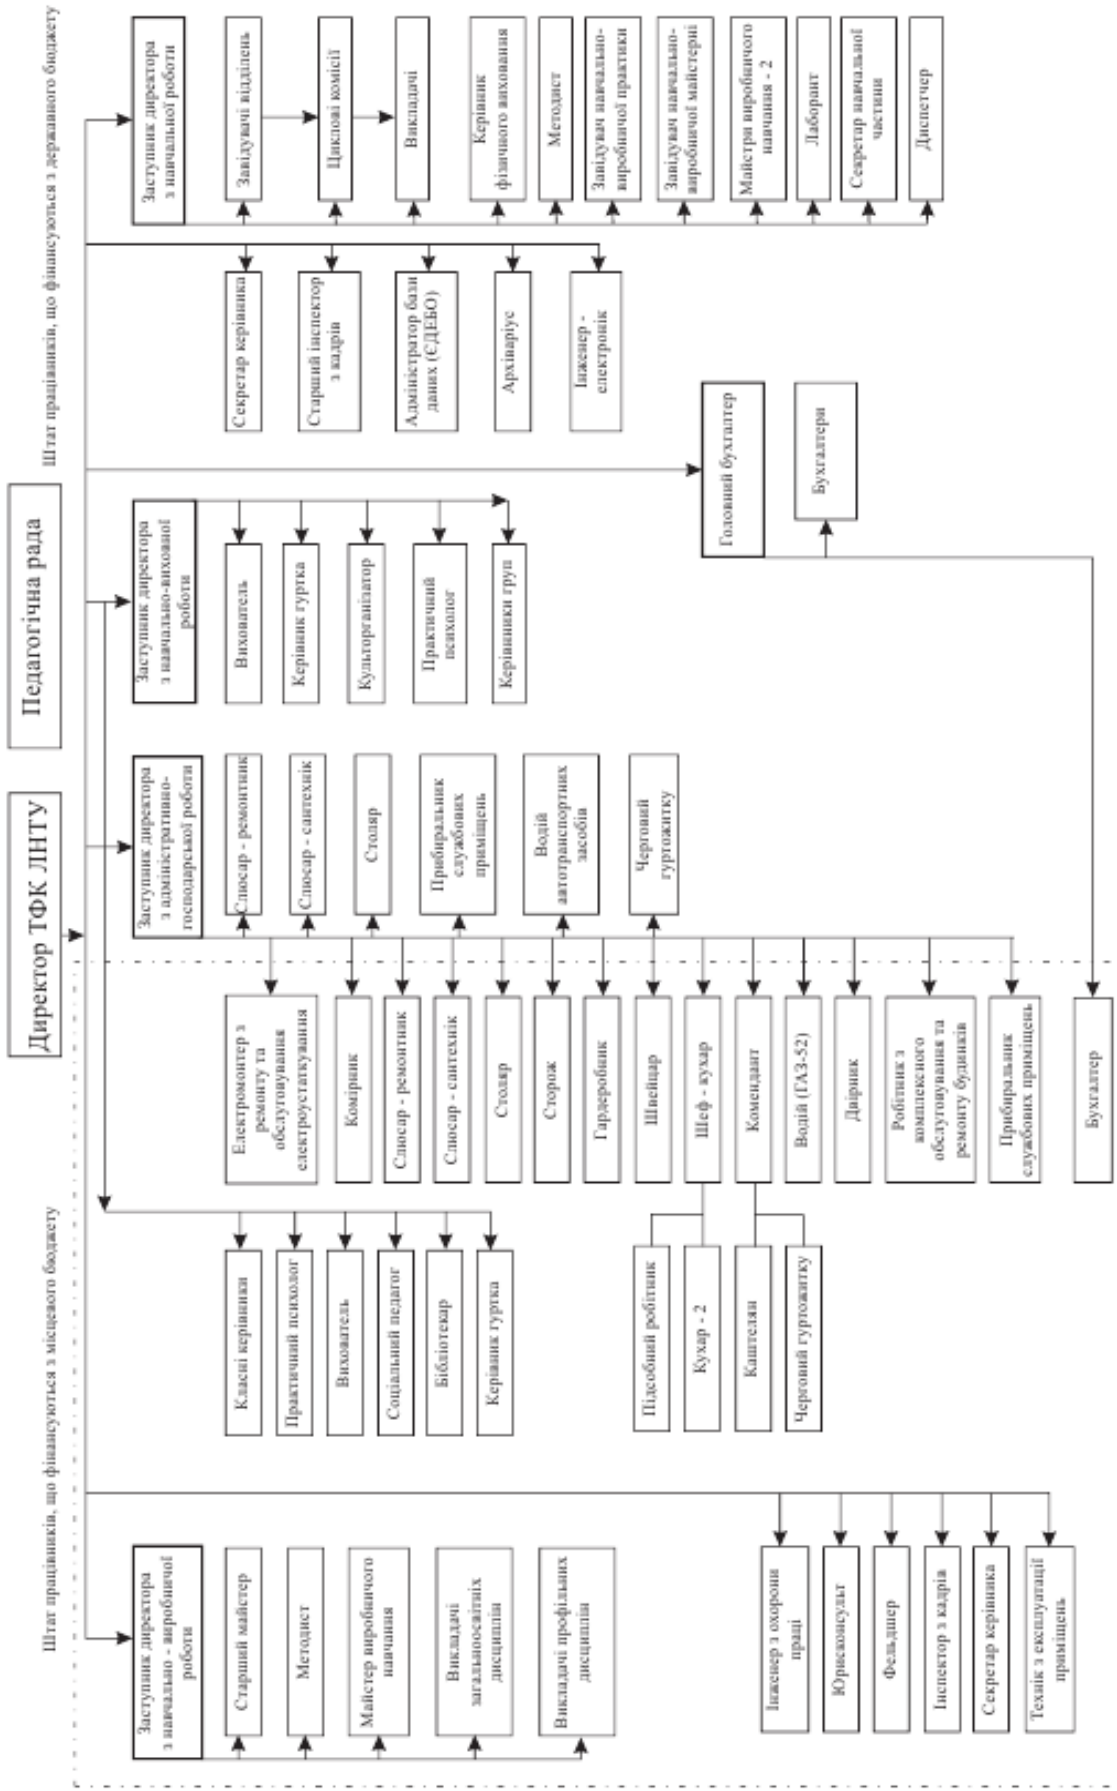 Директор ТФК ЛНТУ
Педагогічна рада
Штат працівників, що фінансуються з місцевого бюджету
Штат працівників, що фінансуються з державного бюджету
Заступник директора
з навчально - виробничої
роботи
Старший майстер
Методист
Майстер виробничого
навчання
Викладачі
загальноосвітніх
дисциплін
Викладачі профільних
дисциплін
Інженер з охорони
праці
Юрисконсульт
Фельдшер
Інспектор з кадрів
Секретар керівника
Технік з експлуатації
приміщень
Класні керівники
Практичний психолог
Вихователь
Соціальний педагог
Бібліотекар
Керівник гуртка
Підсобний робітник
Кухар - 2
Каштелян
Черговий гуртожитку
Електромонтер з
ремонту та
обслуговування
електроустаткування
Комірник
Слюсар - ремонтник
Слюсар - сантехнік
Столяр
Сторож
Гардеробник
Швейцар
Шеф - кухар
Комендант
Водій (ГАЗ-52)
Двірник
Робітник з
комплексного
обслуговування та
ремонту будинків
Прибиральник
службових приміщень
Бухгалтер
Заступник директора
з адміністративно-
господарської роботи
Слюсар - ремонтник
Слюсар - сантехнік
Столяр
Прибиральник
службових
приміщень
Водій
автотранспортних
засобів
Черговий
гуртожитку
Заступник директора
з навчально-виховної
роботи
Вихователь
Керівник гуртка
Культорганізатор
Практичний
психолог
Керівники груп
Головний бухгалтер
Бухгалтери
Секретар керівника
Старший інспектор
з кадрів
Адміністратор бази
даних (ЄДЕБО)
Архіваріус
Інженер -
електронік
Заступник директора
з навчальної роботи
Завідувачі відділень
Циклові комісії
Викладачі
Керівник
фізичного виховання
Методист
Завідувач навчально-
виробничої практики
Завідувач навчально-
виробничої майстерні
Майстри виробничого
навчання - 2
Лаборант
Секретар навчальної
частини
Диспетчер